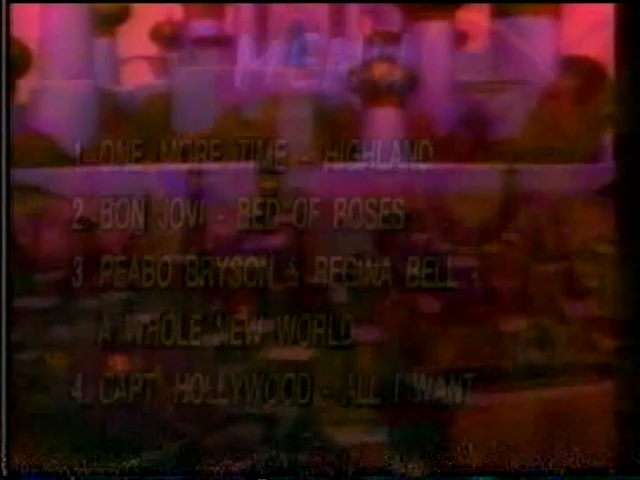 MENU
1. ONE MORE TIME - HIGHLAND
2. BON JOVI - BED OF ROSES
3. PEABO BRYSON & REGINA BELL -
A WHOLE NEW WORLD
4. CAPT. HOLLYWOOD - ALL I WANT